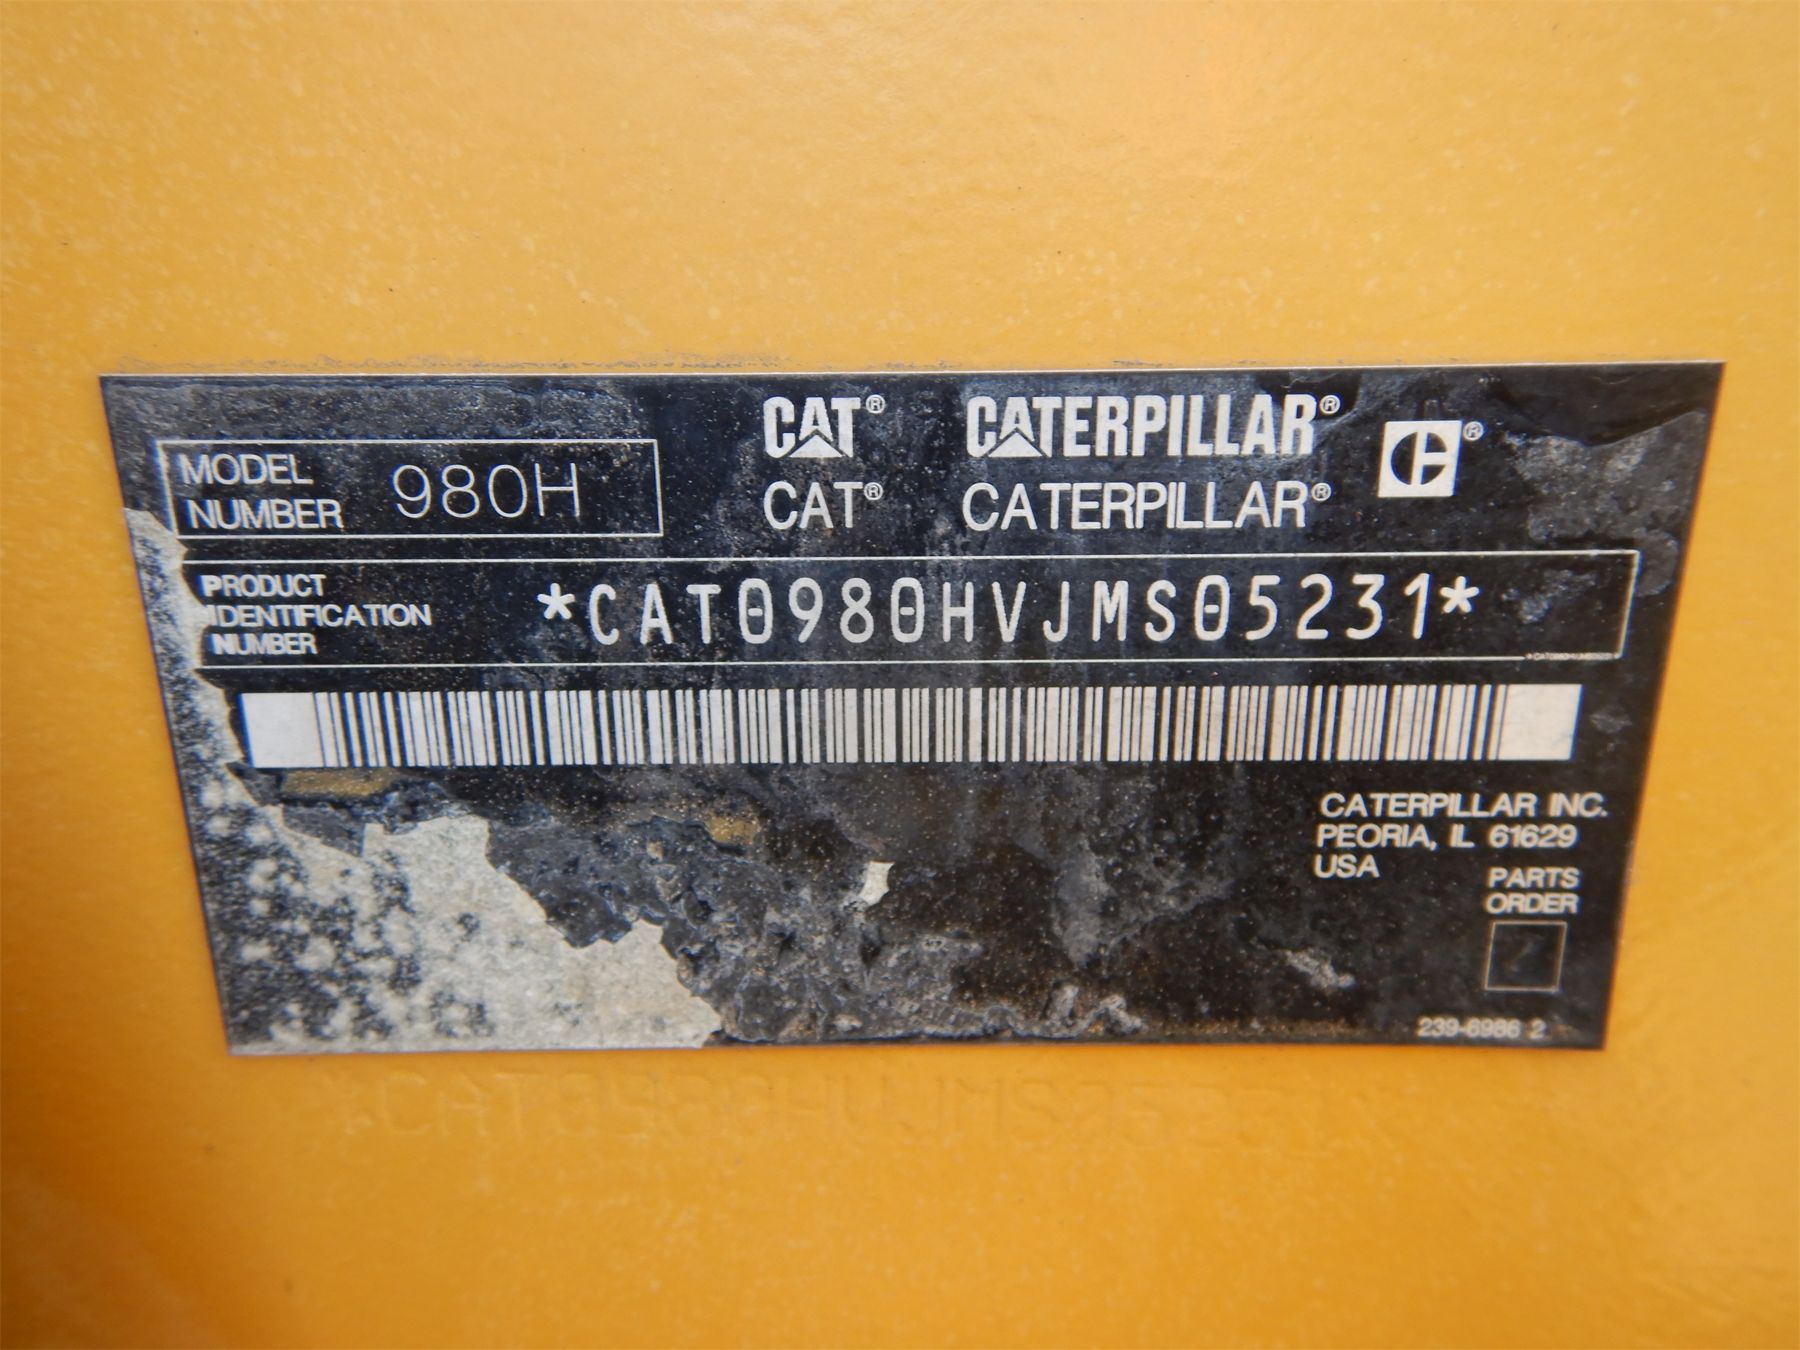 CAT® CATERPILLAR®
MODEL NUMBER 980H
CAT® CATERPILLAR®
PRODUCT IDENTIFICATION NUMBER
*CAT0980HVJMS05231*
CATERPILLAR INC.
PEORIA, IL 61629
USA
PARTS
ORDER
239-6986 2
*CAT0980HVJMS05231*